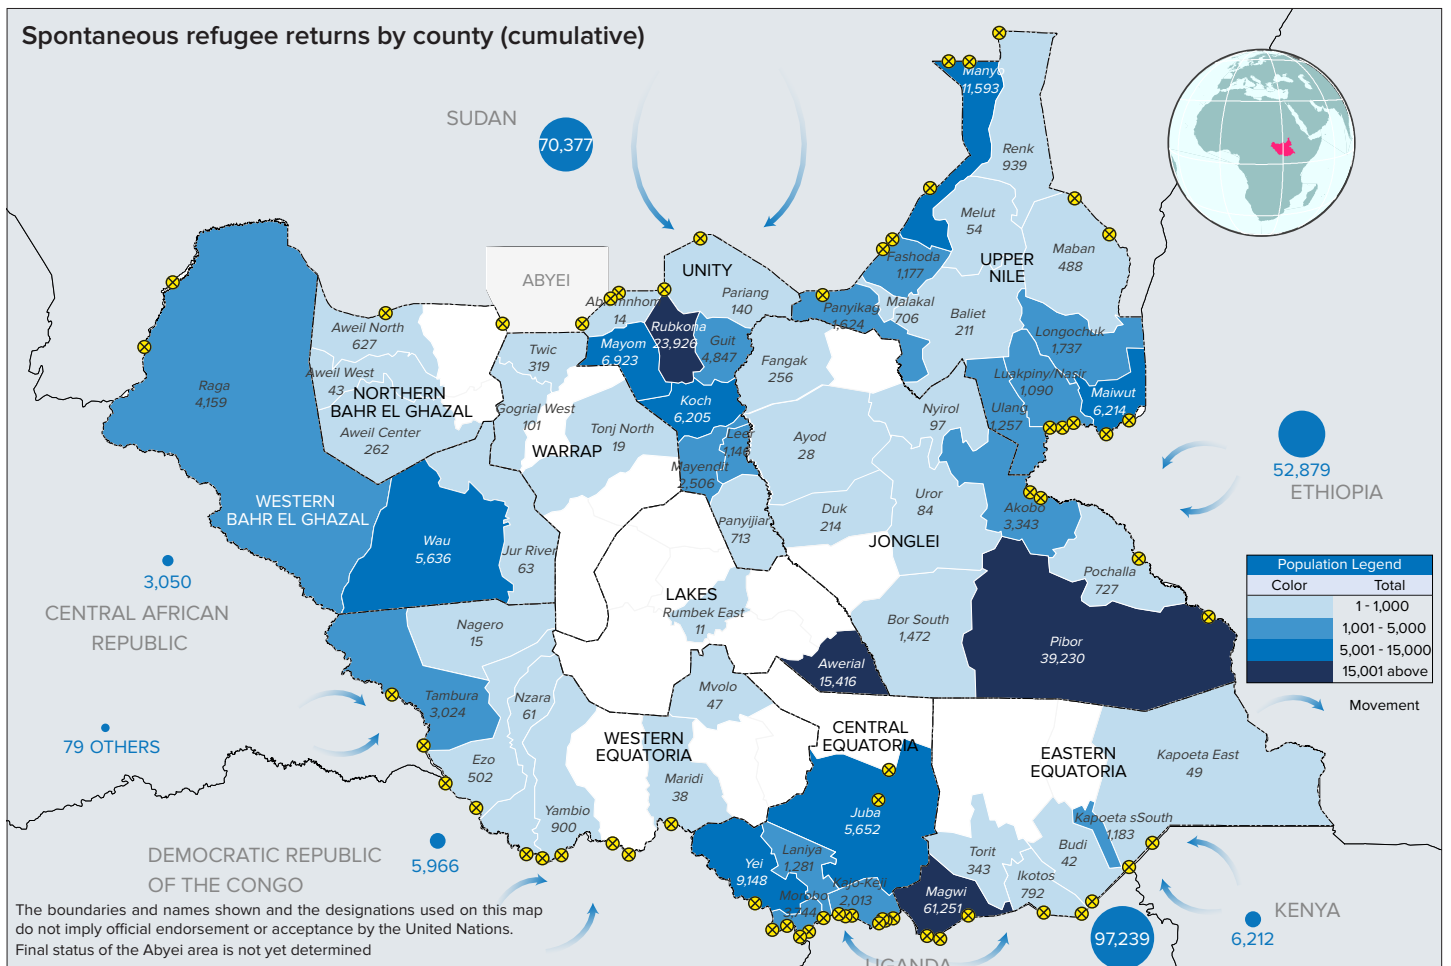 Spontaneous refugee returns by county (cumulative)
SUDAN
70,377
Manyo
11,593
Renk
939
Melut
54
Maban
488
UPPER
NILE
Fashoda
1,177
ABYEI
UNITY
Pariang
140
Abiemnhom
14
Panyikag
1,624
Malakal
706
Baliet
211
Longochuk
1,737
Rubkona
23,926
Guit
4,847
Mayom
6,923
Fangak
256
Luakpiny/Nasir
1,090
Maiwut
6,214
Ulang
1,257
Nyirol
97
Koch
6,205
Leer
1,146
Mayendit
2,506
Ayod
28
Aweil North
627
Aweil West
43
NORTHERN
BAHR EL GHAZAL
Aweil Center
262
Raga
4,159
Twic
319
Gogrial West
101
WARRAP
Tonj North
19
WESTERN
BAHR EL GHAZAL
Wau
5,636
Jur River
63
Panyijiar
713
Duk
214
Uror
84
JONGLEI
Akobo
3,343
Pochalla
727
52,879
ETHIOPIA
Population Legend
Color Total
1 - 1,000
1,001 - 5,000
5,001 - 15,000
15,001 above
Movement
3,050
CENTRAL AFRICAN
REPUBLIC
79 OTHERS
LAKES
Rumbek East
11
Nagero
15
Tambura
3,024
Nzara
61
Ezo
502
Yambio
900
Mvolo
47
WESTERN
EQUATORIA
Maridi
38
Awerial
15,416
Bor South
1,472
Pibor
39,230
CENTRAL
EQUATORIA
EASTERN
EQUATORIA
Kapoeta East
49
Kapoeta sSouth
1,183
Juba
5,652
Yei
9,148
Laniya
1,281
Morobo
3,744
Kajo-Keji
2,013
Magwi
61,251
Torit
343
Ikotos
792
Budi
42
DEMOCRATIC REPUBLIC
OF THE CONGO
5,966
97,239
UGANDA
KENYA
6,212
The boundaries and names shown and the designations used on this map
do not imply official endorsement or acceptance by the United Nations.
Final status of the Abyei area is not yet determined